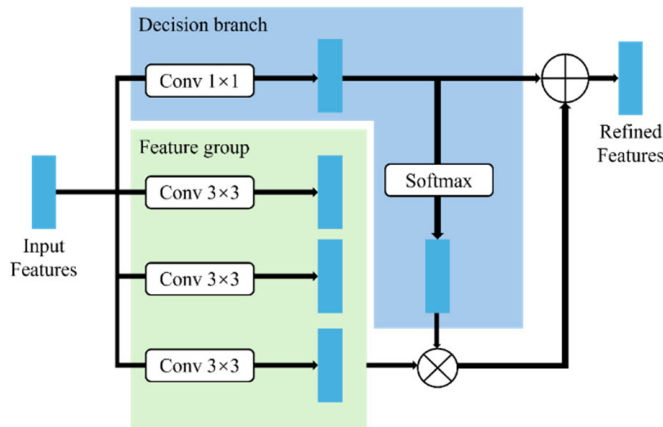 Decision branch
Conv 1×1
Refined
Features
Feature group
Softmax
Conv 3×3
Input
Features
Conv 3×3
Conv 3×3